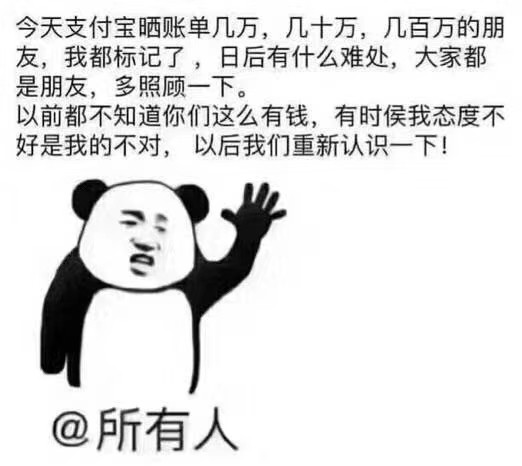 今天支付宝晒账单几万，几十万，几百万的朋
友，我都标记了 ，日后有什么难处，大家都
是朋友，多照顾一下。
以前都不知道你们这么有钱，有时侯我态度不
好是我的不对， 以后我们重新认识一下！
@所有人